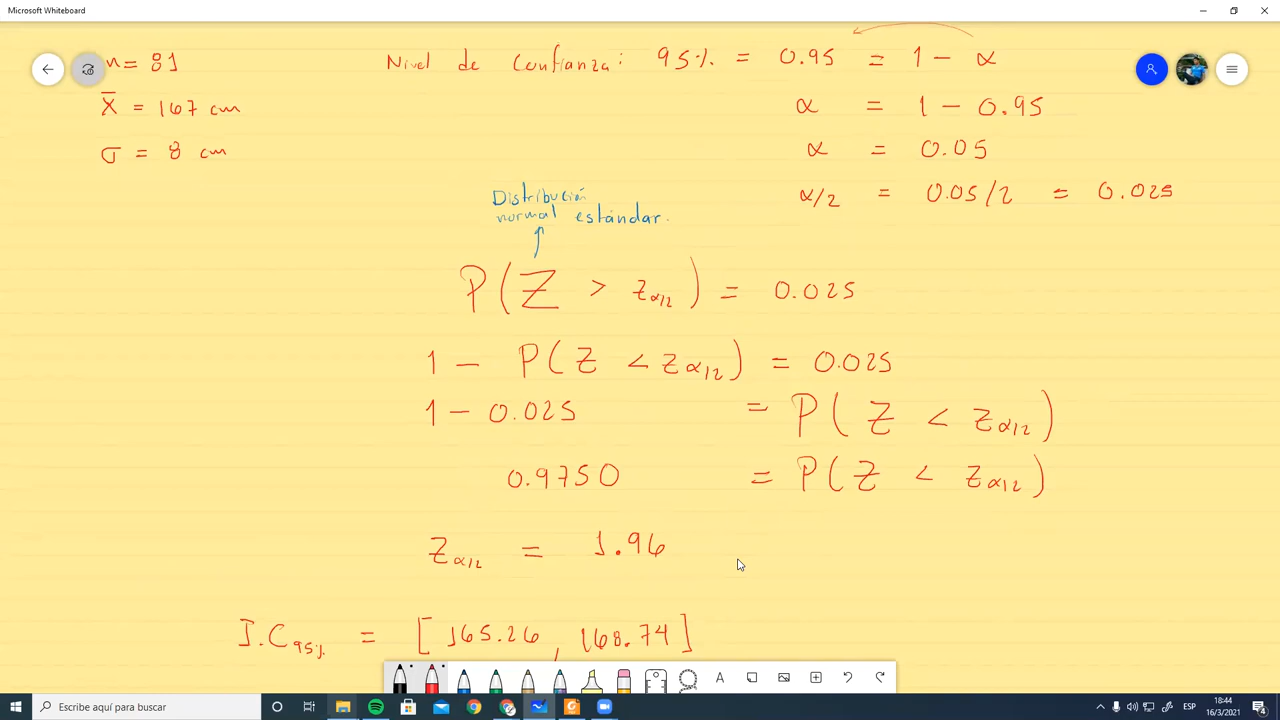 Microsoft Whiteboard
n = 81
X̄ = 167 cm
σ = 8 cm
Nivel de Confianza: 95% = 0.95 = 1 - α
α = 1 - 0.95
α = 0.05
α/2 = 0.05/2 = 0.025
Distribución
normal estándar.
P(Z > zα/2) = 0.025
1 - P(Z < zα/2) = 0.025
1 - 0.025 = P(Z < zα/2)
0.9750 = P(Z < zα/2)
Zα/2 = 1.96
I.C95% = [165.26, 168.74]
Escribe aquí para buscar
ESP
18:44
16/3/2021